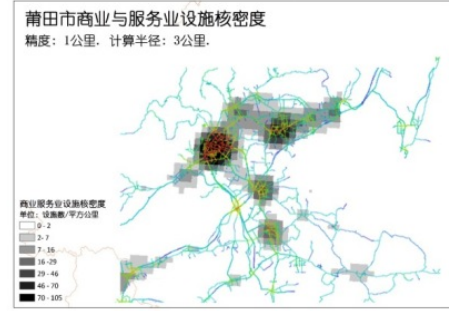 莆田市商业与服务业设施核密度
精度：1公里．计算半径：3公里．
商业服务业设施核密度
单位：设施数/平方公里
0 - 2
2- 7
7 - 16
16 -29
29 - 46
46 - 70
70 - 105